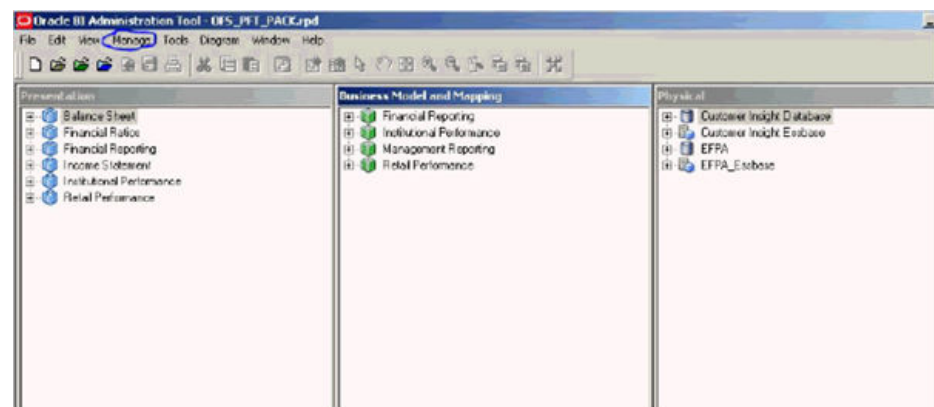 Oracle BI Administration Tool - OFS_PFT_PACK.rpd
File Edit View Manage Tools Diagram Window Help
Presentation
Balance Sheet
Financial Ratios
Financial Reporting
Income Statement
Institutional Performance
Retail Performance
Business Model and Mapping
Financial Reporting
Institutional Performance
Management Reporting
Retail Performance
Physical
Customer Insight Database
Customer Insight Essbase
EFPA
EFPA_Essbase